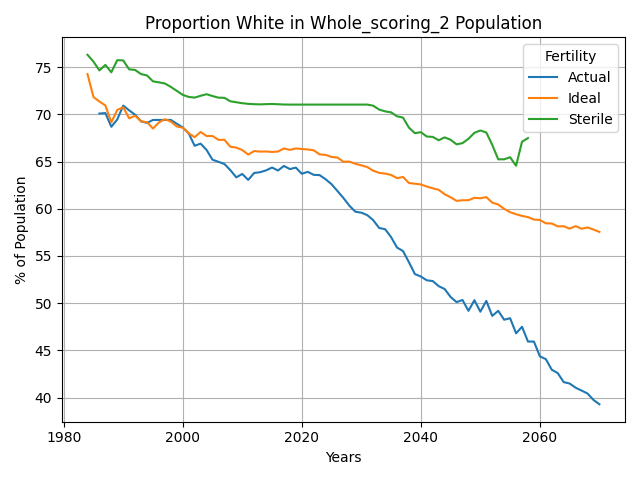 Proportion White in Whole_scoring_2 Population
Fertility
Actual
Ideal
Sterile
% of Population
75
70
65
60
55
50
45
40
1980
2000
2020
2040
2060
Years